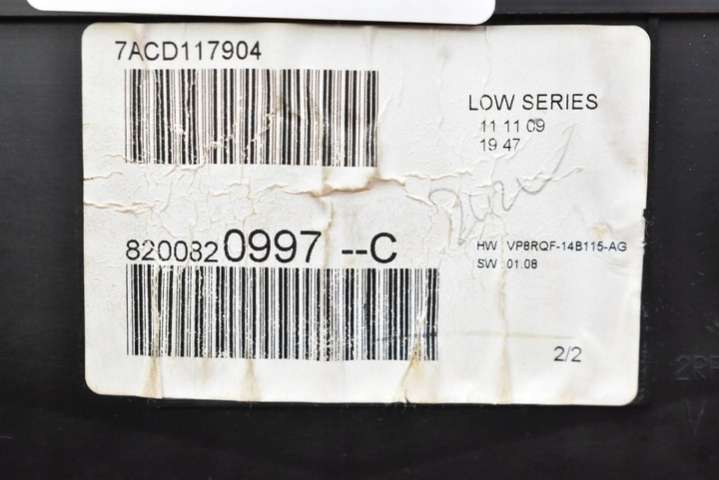 7ACD117904
LOW SERIES
11 11 09
19 47
8200820997 --C
HW VP8RQF-14B115-AG
SW 01.08
2/2